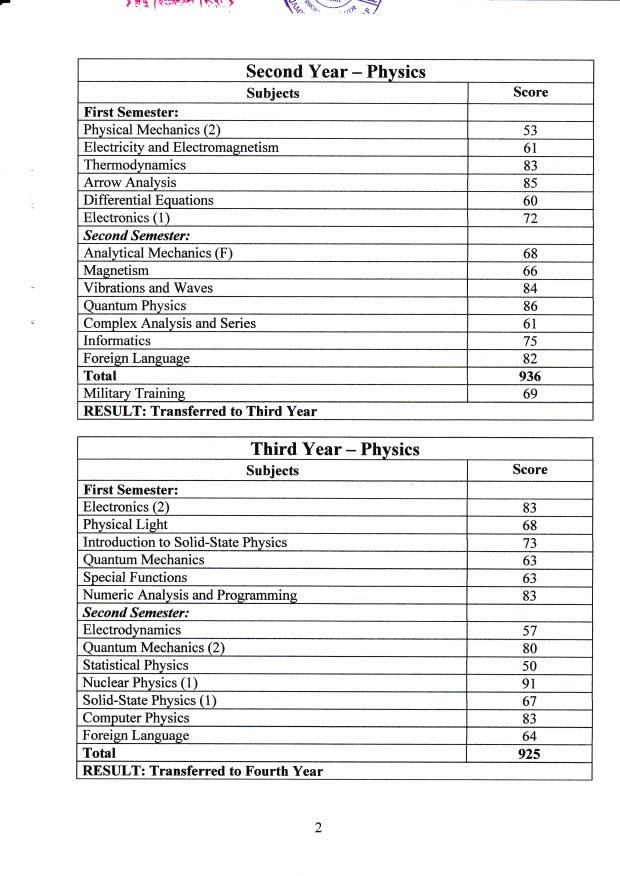 Second Year – Physics
Subjects Score
First Semester:
Physical Mechanics (2) 53
Electricity and Electromagnetism 61
Thermodynamics 83
Arrow Analysis 85
Differential Equations 60
Electronics (1) 72
Second Semester:
Analytical Mechanics (F) 68
Magnetism 66
Vibrations and Waves 84
Quantum Physics 86
Complex Analysis and Series 61
Informatics 75
Foreign Language 82
Total 936
Military Training 69
RESULT: Transferred to Third Year
Third Year – Physics
Subjects Score
First Semester:
Electronics (2) 83
Physical Light 68
Introduction to Solid-State Physics 73
Quantum Mechanics 63
Special Functions 63
Numeric Analysis and Programming 83
Second Semester:
Electrodynamics 57
Quantum Mechanics (2) 80
Statistical Physics 50
Nuclear Physics (1) 91
Solid-State Physics (1) 67
Computer Physics 83
Foreign Language 64
Total 925
RESULT: Transferred to Fourth Year
2